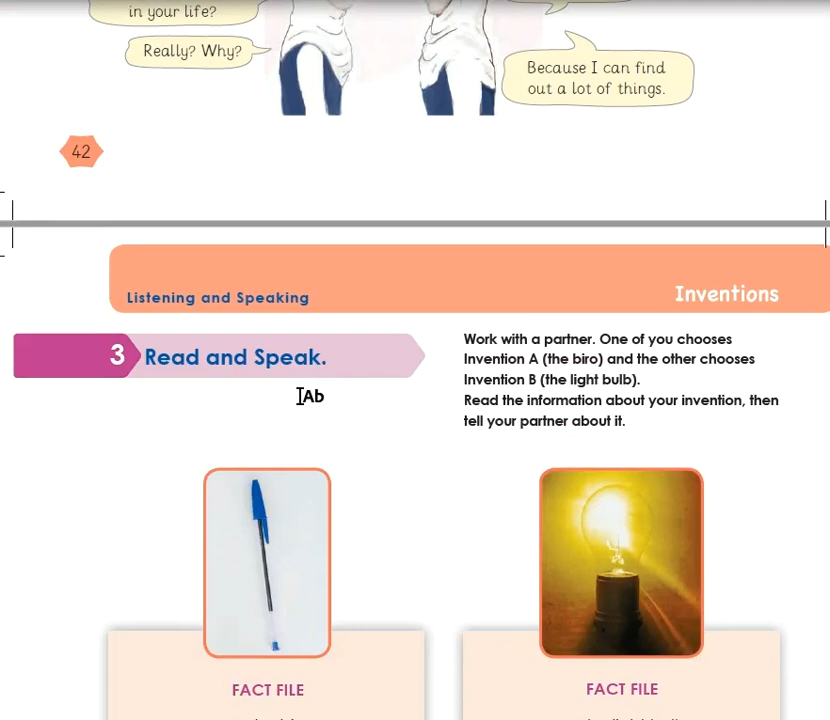 in your life?
Really? Why?
Because I can find
out a lot of things.
42
Listening and Speaking
Inventions
3 Read and Speak.
Work with a partner. One of you chooses
Invention A (the biro) and the other chooses
Invention B (the light bulb).
Read the information about your invention, then
tell your partner about it.
Ab
FACT FILE
FACT FILE